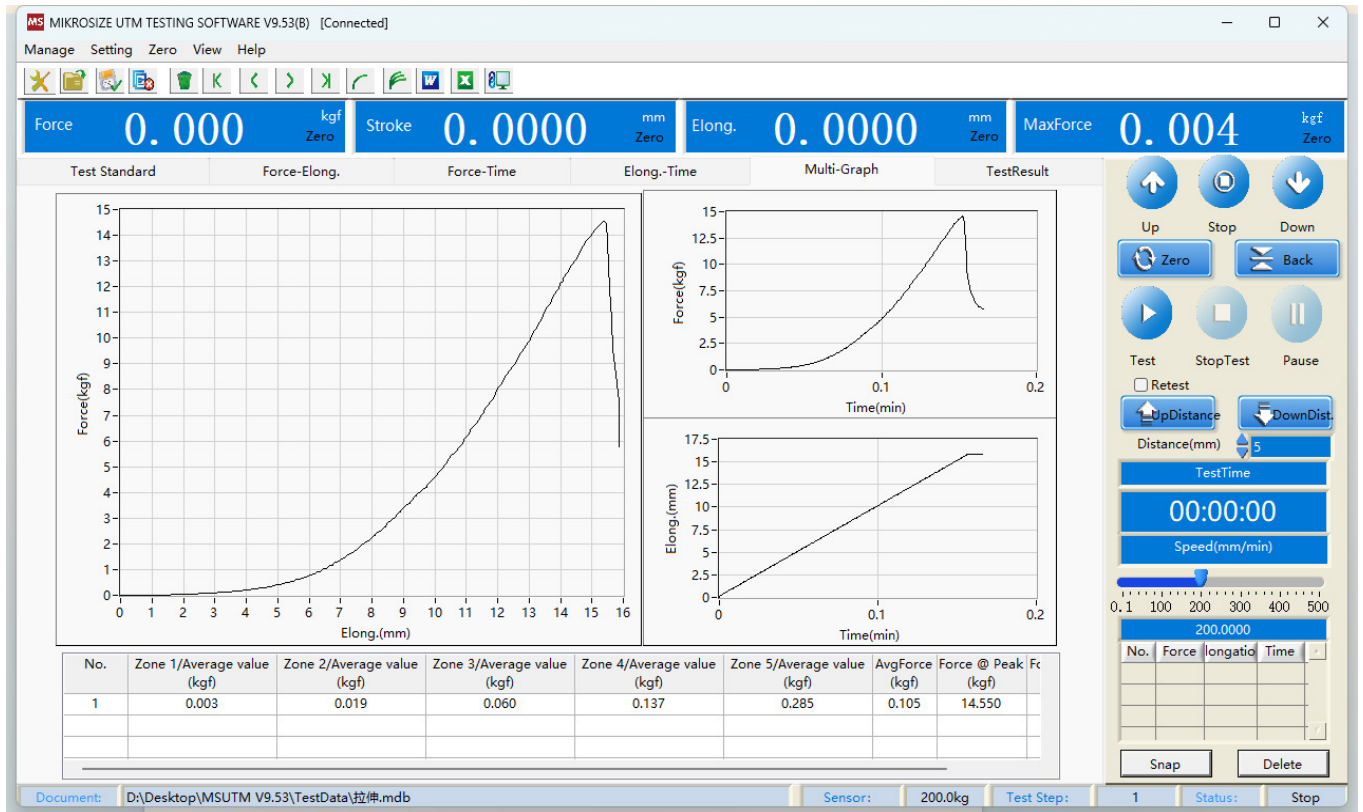 MS MIKROSIZE UTM TESTING SOFTWARE V9.53(B) [Connected]
Manage Setting Zero View Help
Force 0.000 kgf Zero
Stroke 0.0000 mm Zero
Elong. 0.0000 mm Zero
MaxForce 0.004 kgf Zero
Test Standard Force-Elong. Force-Time Elong.-Time Multi-Graph TestResult
15
14
13
12
11
10
9
8
7
6
5
4
3
2
1
0
Force(kgf)
0 1 2 3 4 5 6 7 8 9 10 11 12 13 14 15 16
Elong.(mm)
15
12.5
10
7.5
5
2.5
0
Force(kgf)
0 0.1 0.2
Time(min)
17.5
15
12.5
10
7.5
5
2.5
0
Elong.(mm)
0 0.1 0.2
Time(min)
No. Zone 1/Average value (kgf) Zone 2/Average value (kgf) Zone 3/Average value (kgf) Zone 4/Average value (kgf) Zone 5/Average value (kgf) AvgForce (kgf) Force @ Peak (kgf) Fc
1 0.003 0.019 0.060 0.137 0.285 0.105 14.550
Up Stop Down
Zero Back
Test StopTest Pause
Retest
UpDistance DownDist.
Distance(mm) 5
TestTime
00:00:00
Speed(mm/min)
0.1 100 200 300 400 500
200.0000
No. Force longatio Time
Snap Delete
Document: D:\Desktop\MSUTM V9.53\TestData\拉伸.mdb Sensor: 200.0kg Test Step: 1 Status: Stop